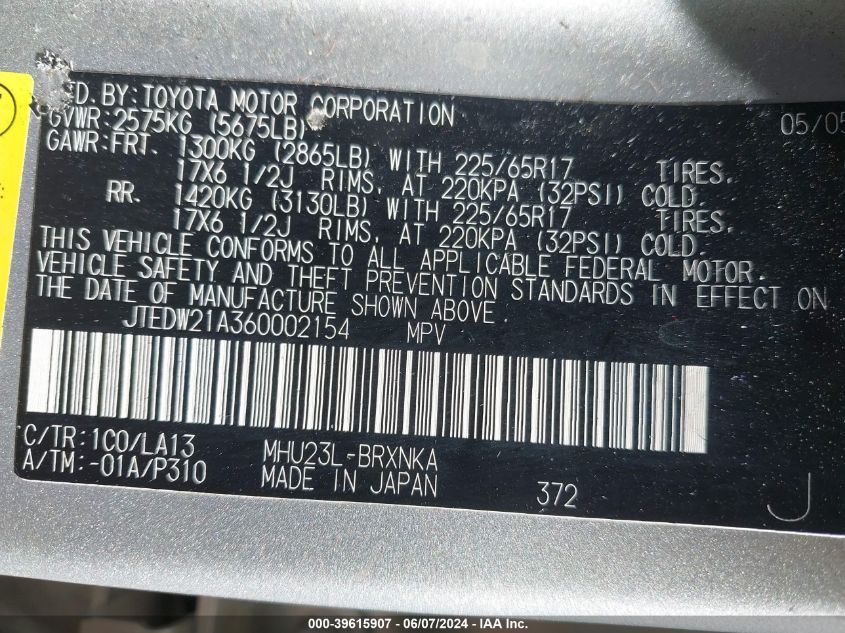 FD. BY: TOYOTA MOTOR CORPORATION 05/05
GVWR: 2575KG (5675LB)
GAWR: FRT. 1300KG (2865LB) WITH 225/65R17 TIRES,
17X6 1/2J RIMS, AT 220KPA (32PSI) COLD.
RR. 1420KG (3130LB) WITH 225/65R17 TIRES,
17X6 1/2J RIMS, AT 220KPA (32PSI) COLD.
THIS VEHICLE CONFORMS TO ALL APPLICABLE FEDERAL MOTOR
VEHICLE SAFETY AND THEFT PREVENTION STANDARDS IN EFFECT ON
THE DATE OF MANUFACTURE SHOWN ABOVE.
JTEDW21A360002154 MPV
C/TR: 1C0/LA13 MHU23L-BRXNKA
A/TM: -01A/P310 MADE IN JAPAN 372 J
000-39615907 - 06/07/2024 - IAA Inc.